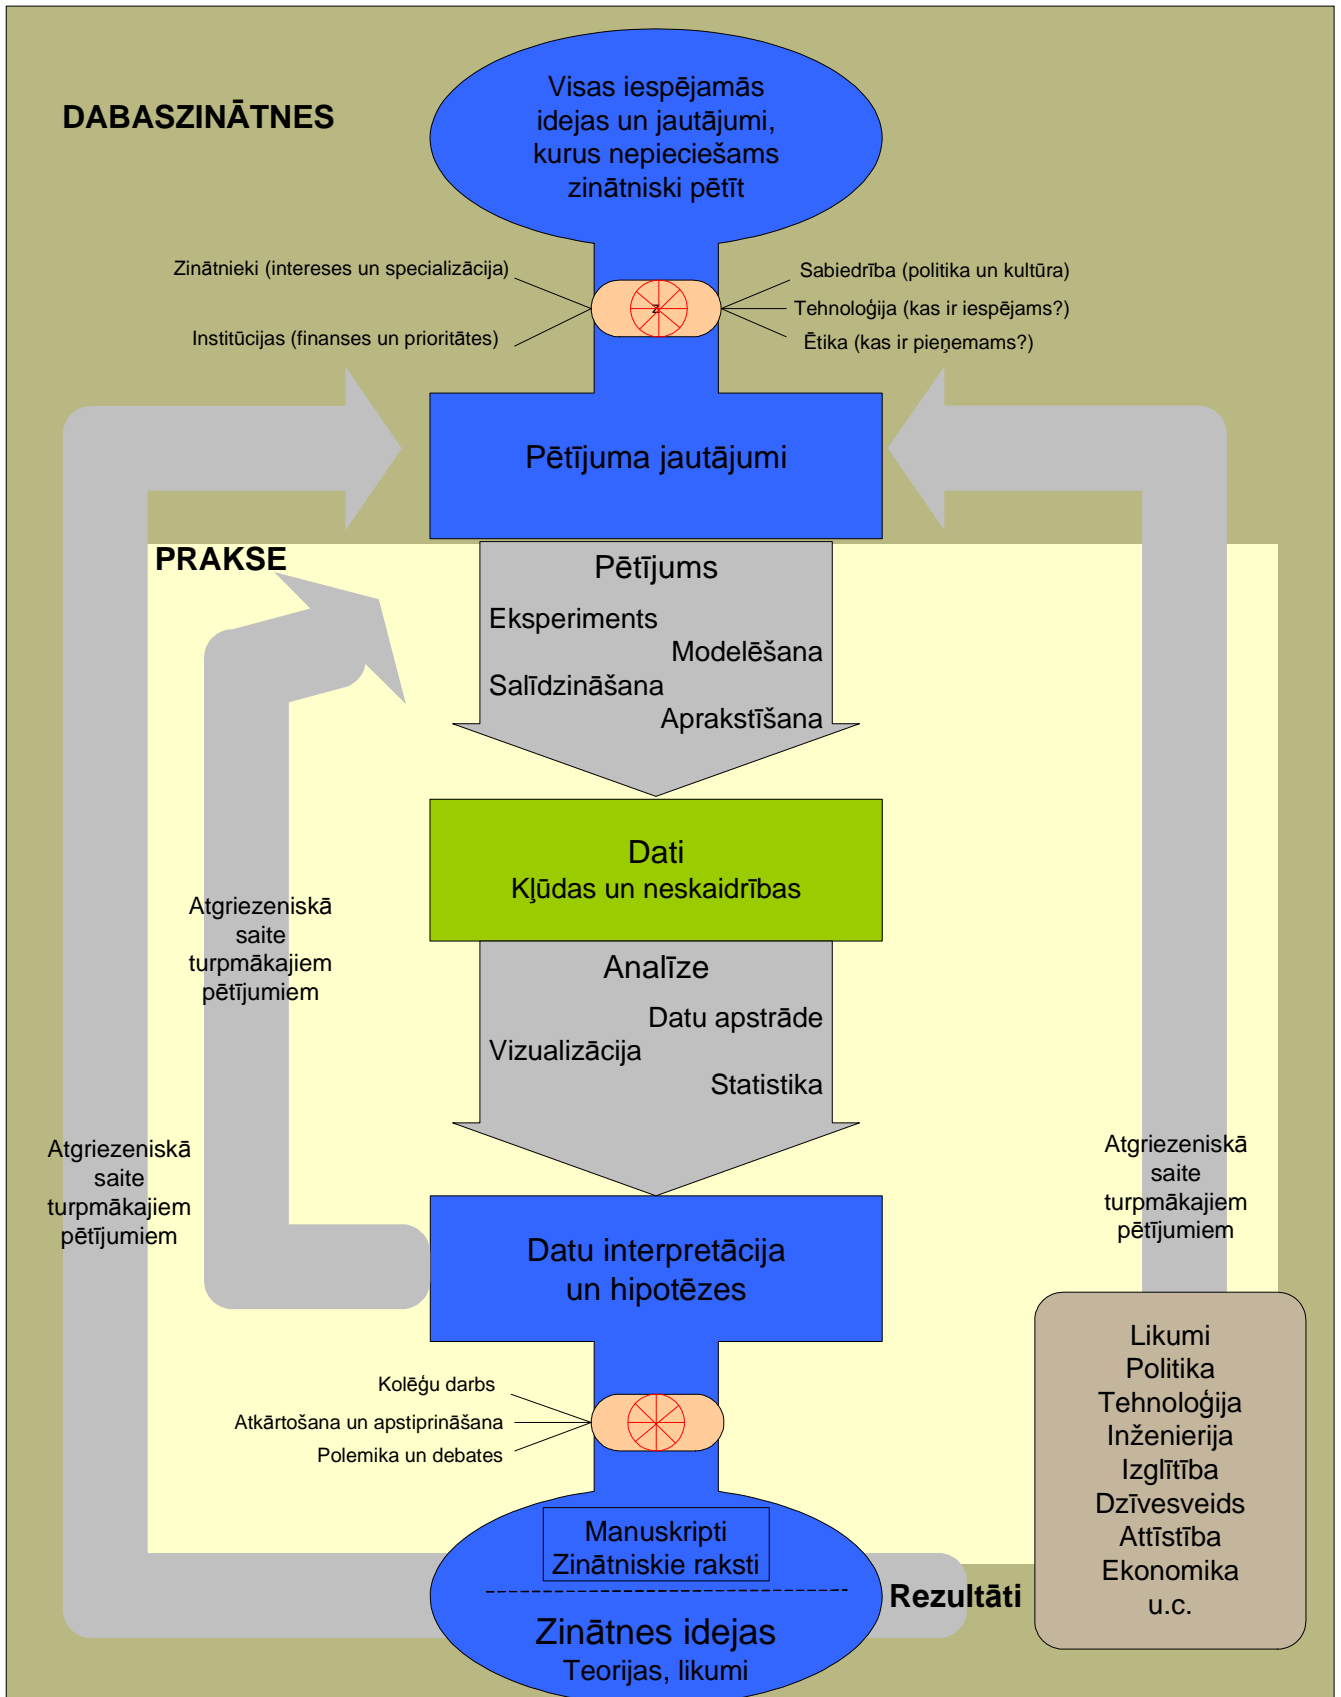 DABASZINĀTNES
Visas iespējamās
idejas un jautājumi,
kurus nepieciešams
zinātniski pētīt
Zinātnieki (intereses un specializācija)
Institūcijas (finanses un prioritātes)
z
Sabiedrība (politika un kultūra)
Tehnoloģija (kas ir iespējams?)
Ētika (kas ir pieņemams?)
Pētījuma jautājumi
PRAKSE
Pētījums
Eksperiments
Modelēšana
Salīdzināšana
Aprakstīšana
Dati
Kļūdas un neskaidrības
Atgriezeniskā
saite
turpmākajiem
pētījumiem
Analīze
Datu apstrāde
Vizualizācija
Statistika
Atgriezeniskā
saite
turpmākajiem
pētījumiem
Atgriezeniskā
saite
turpmākajiem
pētījumiem
Datu interpretācija
un hipotēzes
Kolēģu darbs
Atkārtošana un apstiprināšana
Polemika un debates
Likumi
Politika
Tehnoloģija
Inženierija
Izglītība
Dzīvesveids
Attīstība
Ekonomika
u.c.
Manuskripti
Zinātniskie raksti
Rezultāti
Zinātnes idejas
Teorijas, likumi